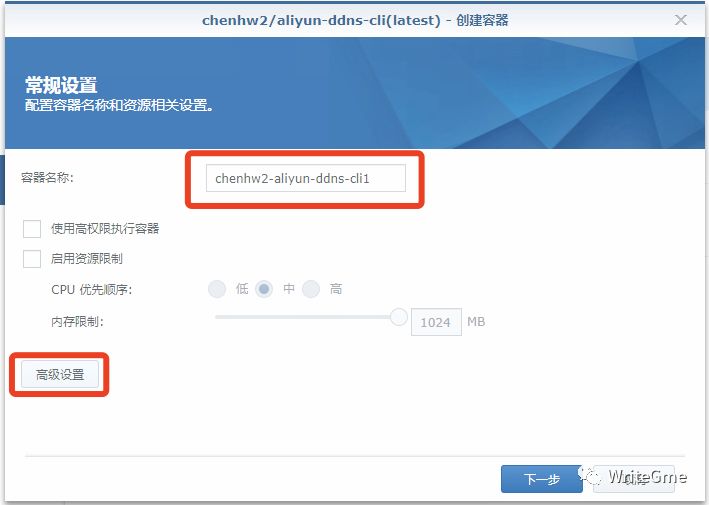 chenhw2/aliyun-ddns-cli(latest) - 创建容器
常规设置
配置容器名称和资源相关设置。
容器名称:
chenhw2-aliyun-ddns-cli1
使用高权限执行容器
启用资源限制
CPU 优先顺序: 低 中 高
内存限制: 1024 MB
高级设置
下一步
WriteGme